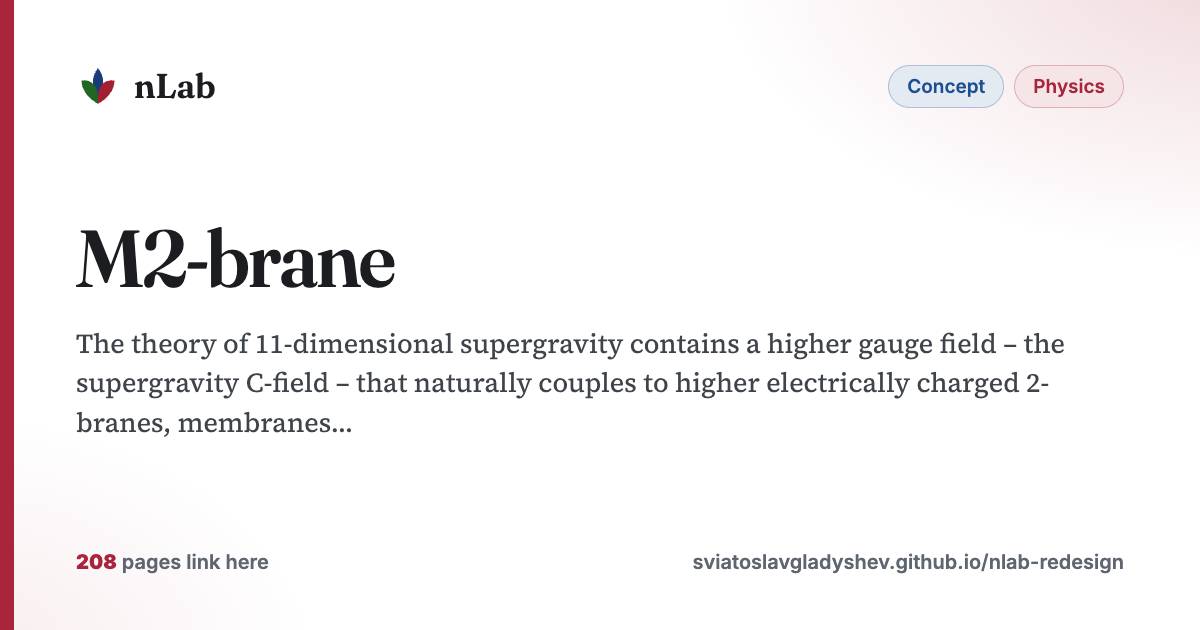 nLab
Concept
Physics
M2-brane
The theory of 11-dimensional supergravity contains a higher gauge field – the
supergravity C-field – that naturally couples to higher electrically charged 2-
branes, membranes...
208 pages link here
sviatoslavgladyshev.github.io/nlab-redesign